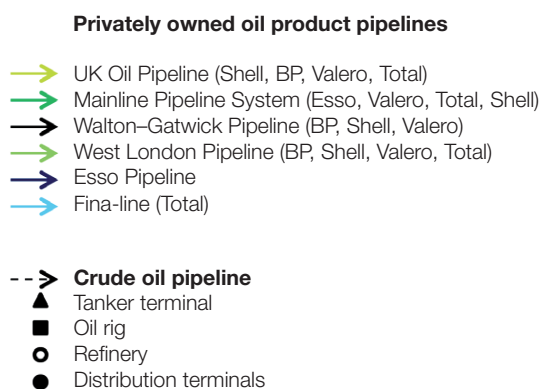 Privately owned oil product pipelines
UK Oil Pipeline (Shell, BP, Valero, Total)
Mainline Pipeline System (Esso, Valero, Total, Shell)
Walton–Gatwick Pipeline (BP, Shell, Valero)
West London Pipeline (BP, Shell, Valero, Total)
Esso Pipeline
Fina-line (Total)
Crude oil pipeline
Tanker terminal
Oil rig
Refinery
Distribution terminals